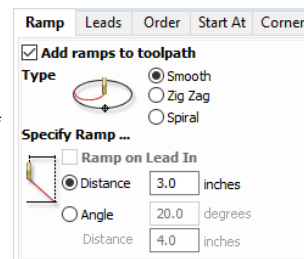 Ramp Leads Order Start At Corner
Add ramps to toolpath
Type
Smooth
Zig Zag
Spiral
Specify Ramp ...
Ramp on Lead In
Distance 3.0 inches
Angle 20.0 degrees
Distance 4.0 inches